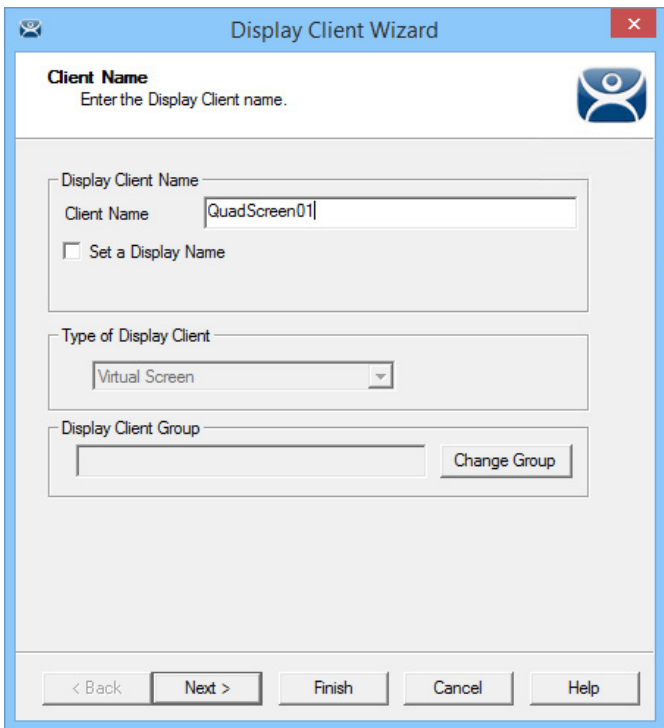 Display Client Wizard
Client Name
Enter the Display Client name.
Display Client Name
Client Name QuadScreen01
Set a Display Name
Type of Display Client
Virtual Screen
Display Client Group
Change Group
< Back Next > Finish Cancel Help